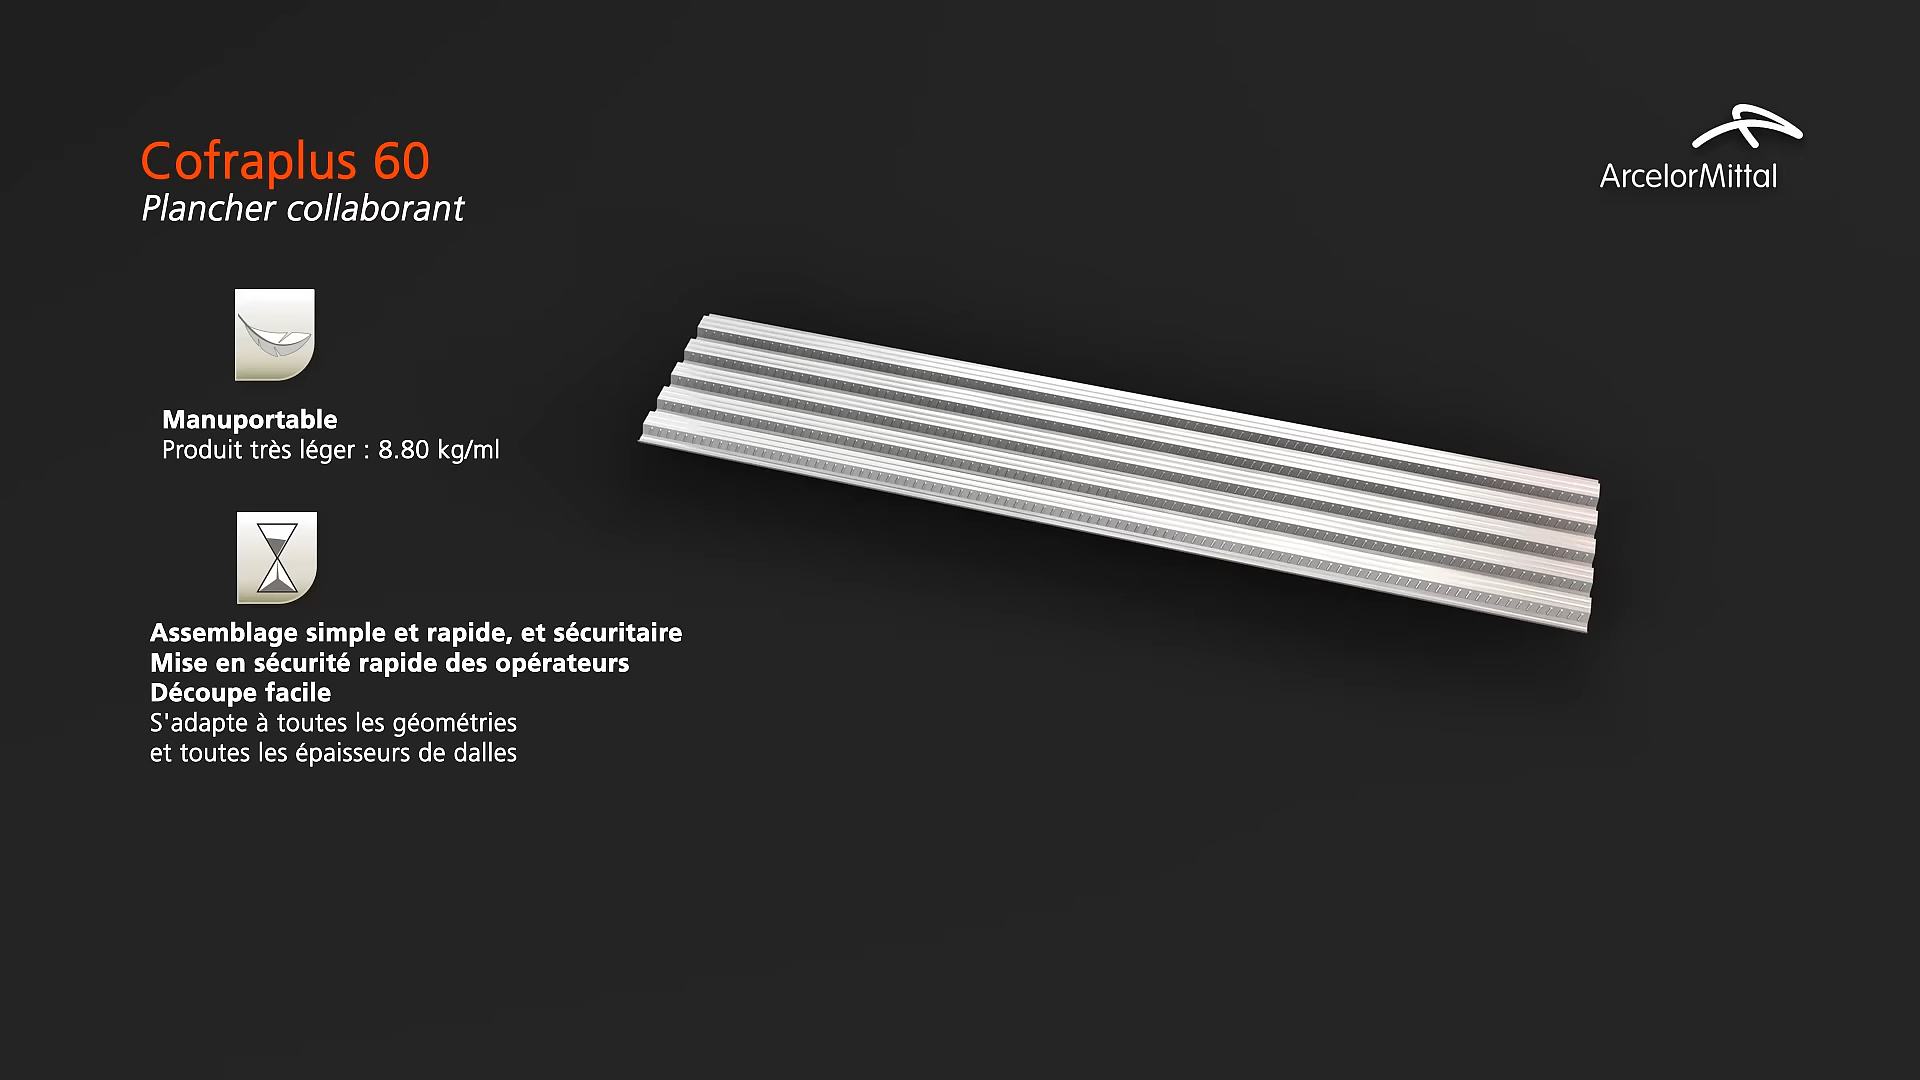 Cofraplus 60
Plancher collaborant
ArcelorMittal
Manuportable
Produit très léger : 8.80 kg/ml
Assemblage simple et rapide, et sécuritaire
Mise en sécurité rapide des opérateurs
Découpe facile
S'adapte à toutes les géométries
et toutes les épaisseurs de dalles